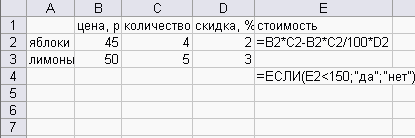 A B C D E
1 цена, р количество скидка, % стоимость
2 яблоки 45 4 2 =B2*C2-B2*C2/100*D2
3 лимоны 50 5 3
4 =ЕСЛИ(E2<150;"да";"нет")
5
6
7